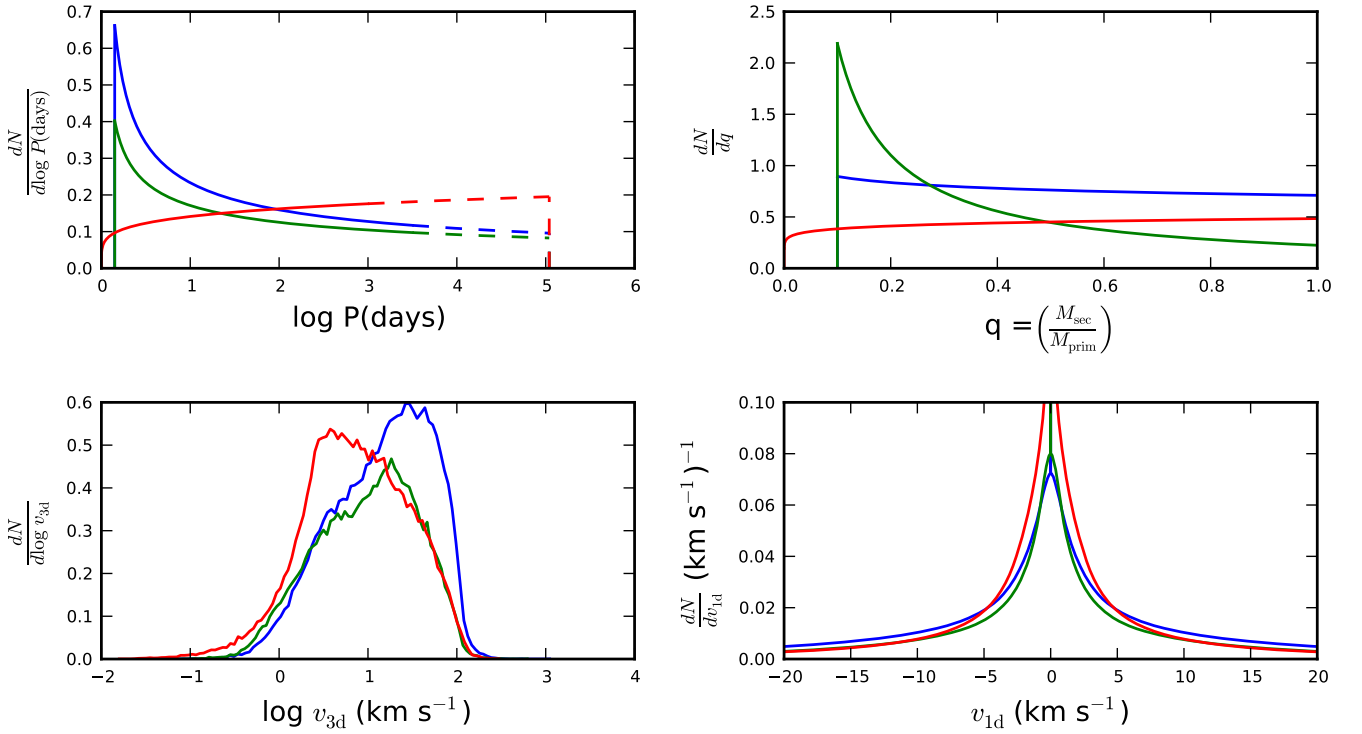 0.7
0.6
0.5
0.4
0.3
0.2
0.1
0.0
dN / dlog P(days)
0 1 2 3 4 5 6
log P(days)
2.5
2.0
1.5
1.0
0.5
0.0
dN / dq
0.0 0.2 0.4 0.6 0.8 1.0
q = (M_sec / M_prim)
0.6
0.5
0.4
0.3
0.2
0.1
0.0
dN / dlog v_3d
−2 −1 0 1 2 3 4
log v_3d (km s⁻¹)
0.10
0.08
0.06
0.04
0.02
0.00
dN / dv_1d (km s⁻¹)⁻¹
−20 −15 −10 −5 0 5 10 15 20
v_1d (km s⁻¹)